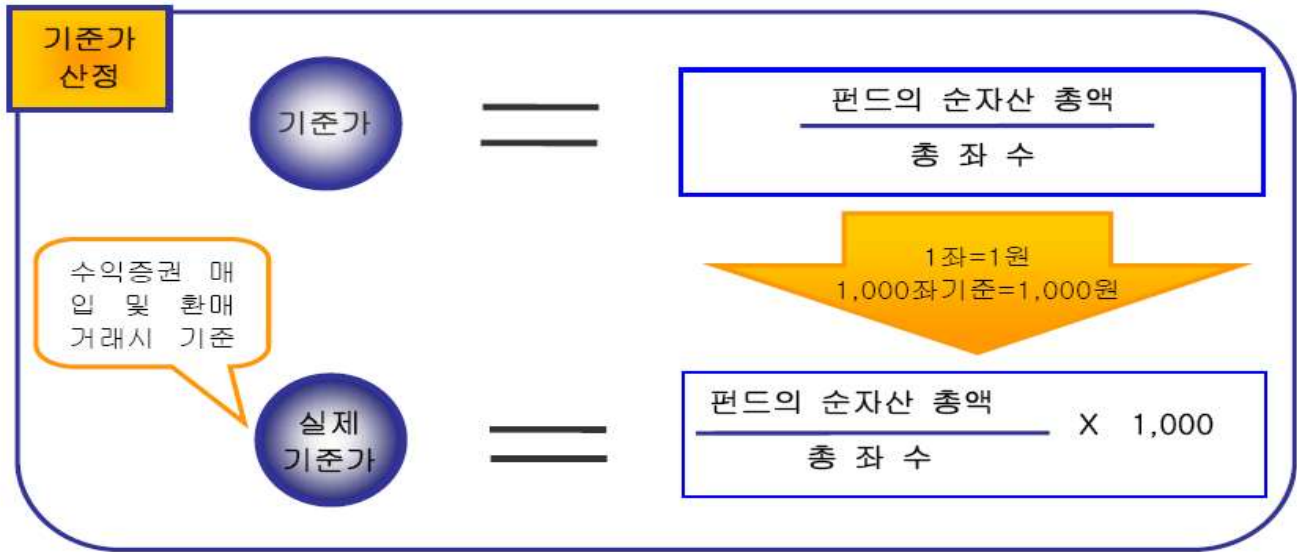 기준가
산정
기준가
펀드의 순자산 총액
총 좌 수
1좌=1원
1,000좌기준=1,000원
수익증권 매
입 및 환매
거래시 기준
실제
기준가
펀드의 순자산 총액
총 좌 수
X 1,000